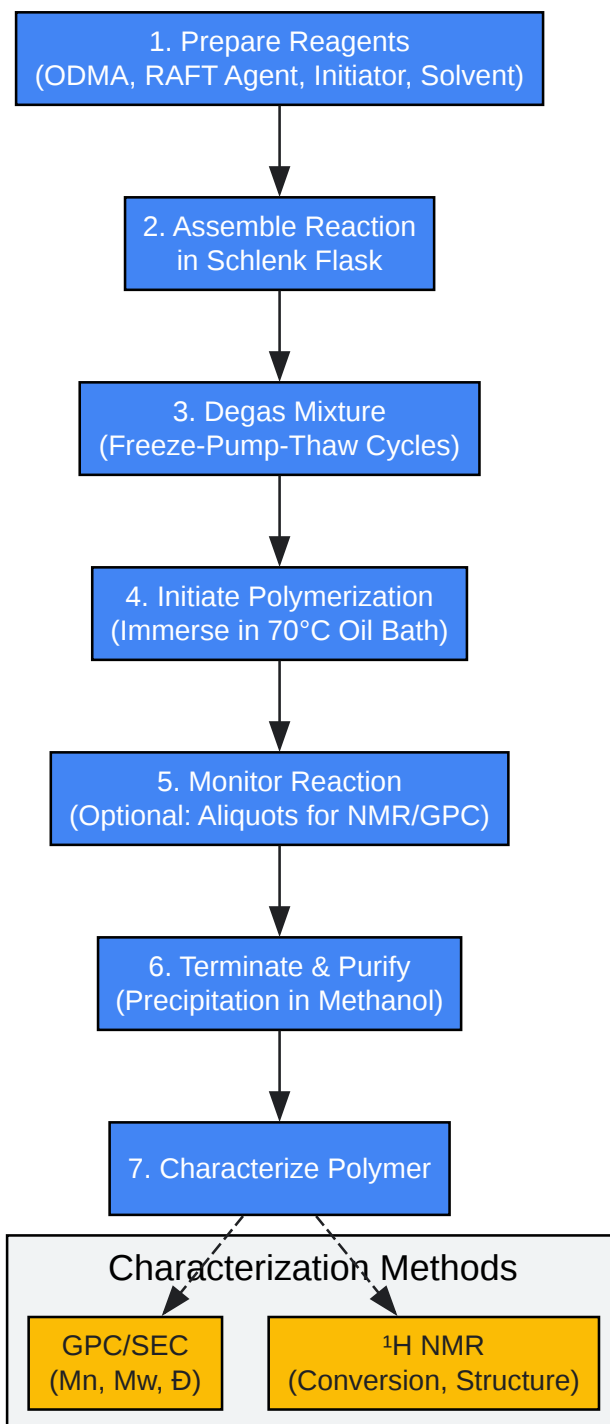 1. Prepare Reagents
(ODMA, RAFT Agent, Initiator, Solvent)
2. Assemble Reaction
in Schlenk Flask
3. Degas Mixture
(Freeze-Pump-Thaw Cycles)
4. Initiate Polymerization
(Immerse in 70°C Oil Bath)
5. Monitor Reaction
(Optional: Aliquots for NMR/GPC)
6. Terminate & Purify
(Precipitation in Methanol)
7. Characterize Polymer
Characterization Methods
GPC/SEC
(Mn, Mw, Đ)
¹H NMR
(Conversion, Structure)